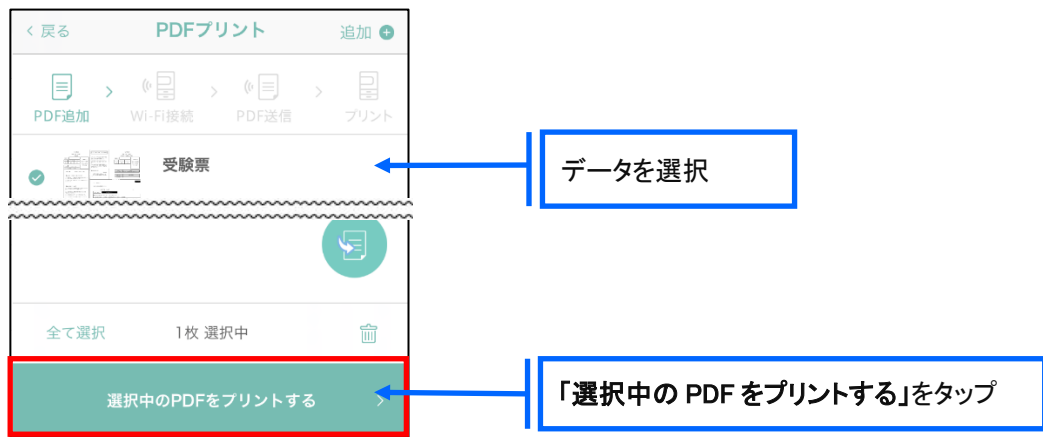 戻る PDFプリント 追加
PDF追加 Wi-Fi接続 PDF送信 プリント
受験票
データを選択
全て選択 1枚 選択中
選択中のPDFをプリントする
「選択中の PDF をプリントする」をタップ